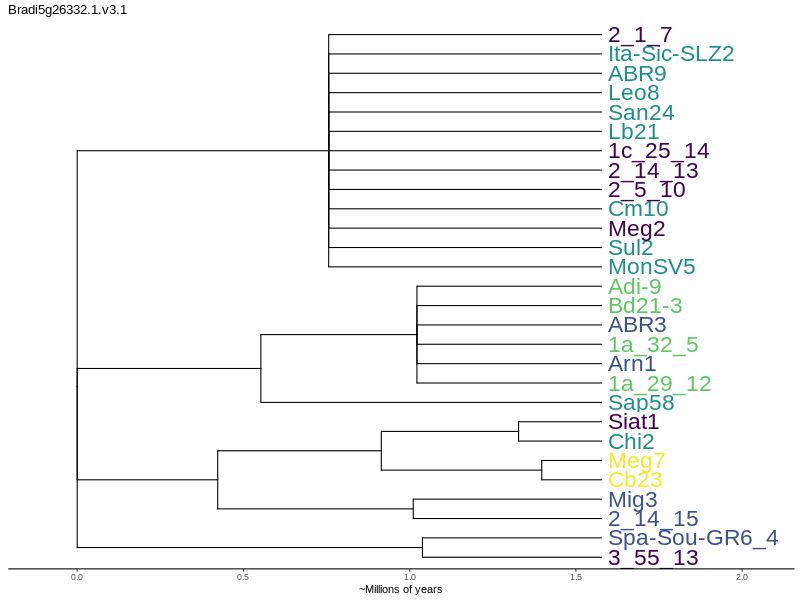 Bradi5g26332.1.v3.1
2_1_7
Ita-Sic-SLZ2
ABR9
Leo8
San24
Lb21
1c_25_14
2_14_13
2_5_10
Cm10
Meg2
Sul2
MonSV5
Adi-9
Bd21-3
ABR3
1a_32_5
Arn1
1a_29_12
Sap58
Siat1
Chi2
Meg7
Cb23
Mig3
2_14_15
Spa-Sou-GR6_4
3_55_13
0.0 0.5 1.0 1.5 2.0
~Millions of years